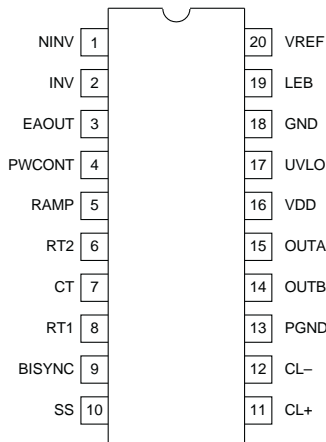 NINV 1 20 VREF
INV 2 19 LEB
EAOUT 3 18 GND
PWCONT 4 17 UVLO
RAMP 5 16 VDD
RT2 6 15 OUTA
CT 7 14 OUTB
RT1 8 13 PGND
BISYNC 9 12 CL–
SS 10 11 CL+